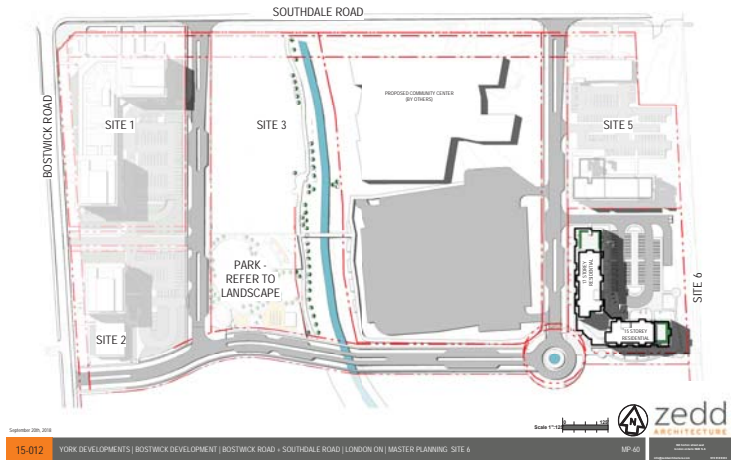 SOUTHDALE ROAD
BOSTWICK ROAD
SITE 1
SITE 3
PROPOSED COMMUNITY CENTER
(BY OTHERS)
SITE 5
PARK -
REFER TO
LANDSCAPE
SITE 2
RESIDENTIAL
15 STOREY
RESIDENTIAL
SITE 6
September 20th, 2018
Scale 1":
zedd
ARCHITECTURE
15-012
YORK DEVELOPMENTS | BOSTWICK DEVELOPMENT | BOSTWICK ROAD + SOUTHDALE ROAD | LONDON ON | MASTER PLANNING SITE 6
MP-60